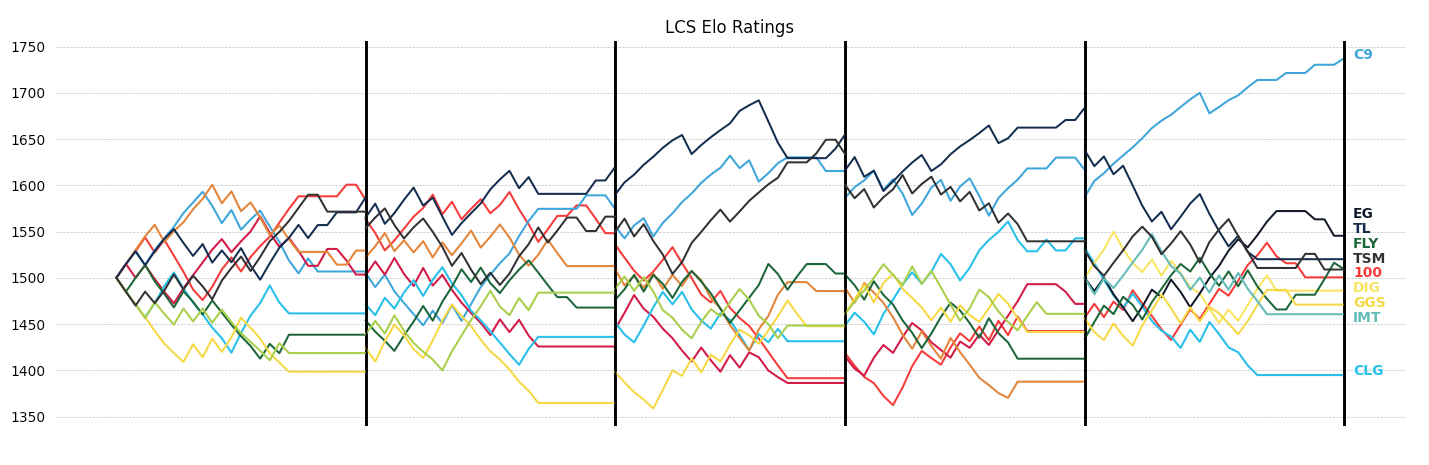 LCS Elo Ratings
1750
1700
1650
1600
1550
1500
1450
1400
1350
C9
EG
TL
FLY
TSM
100
DIG
GGS
IMT
CLG